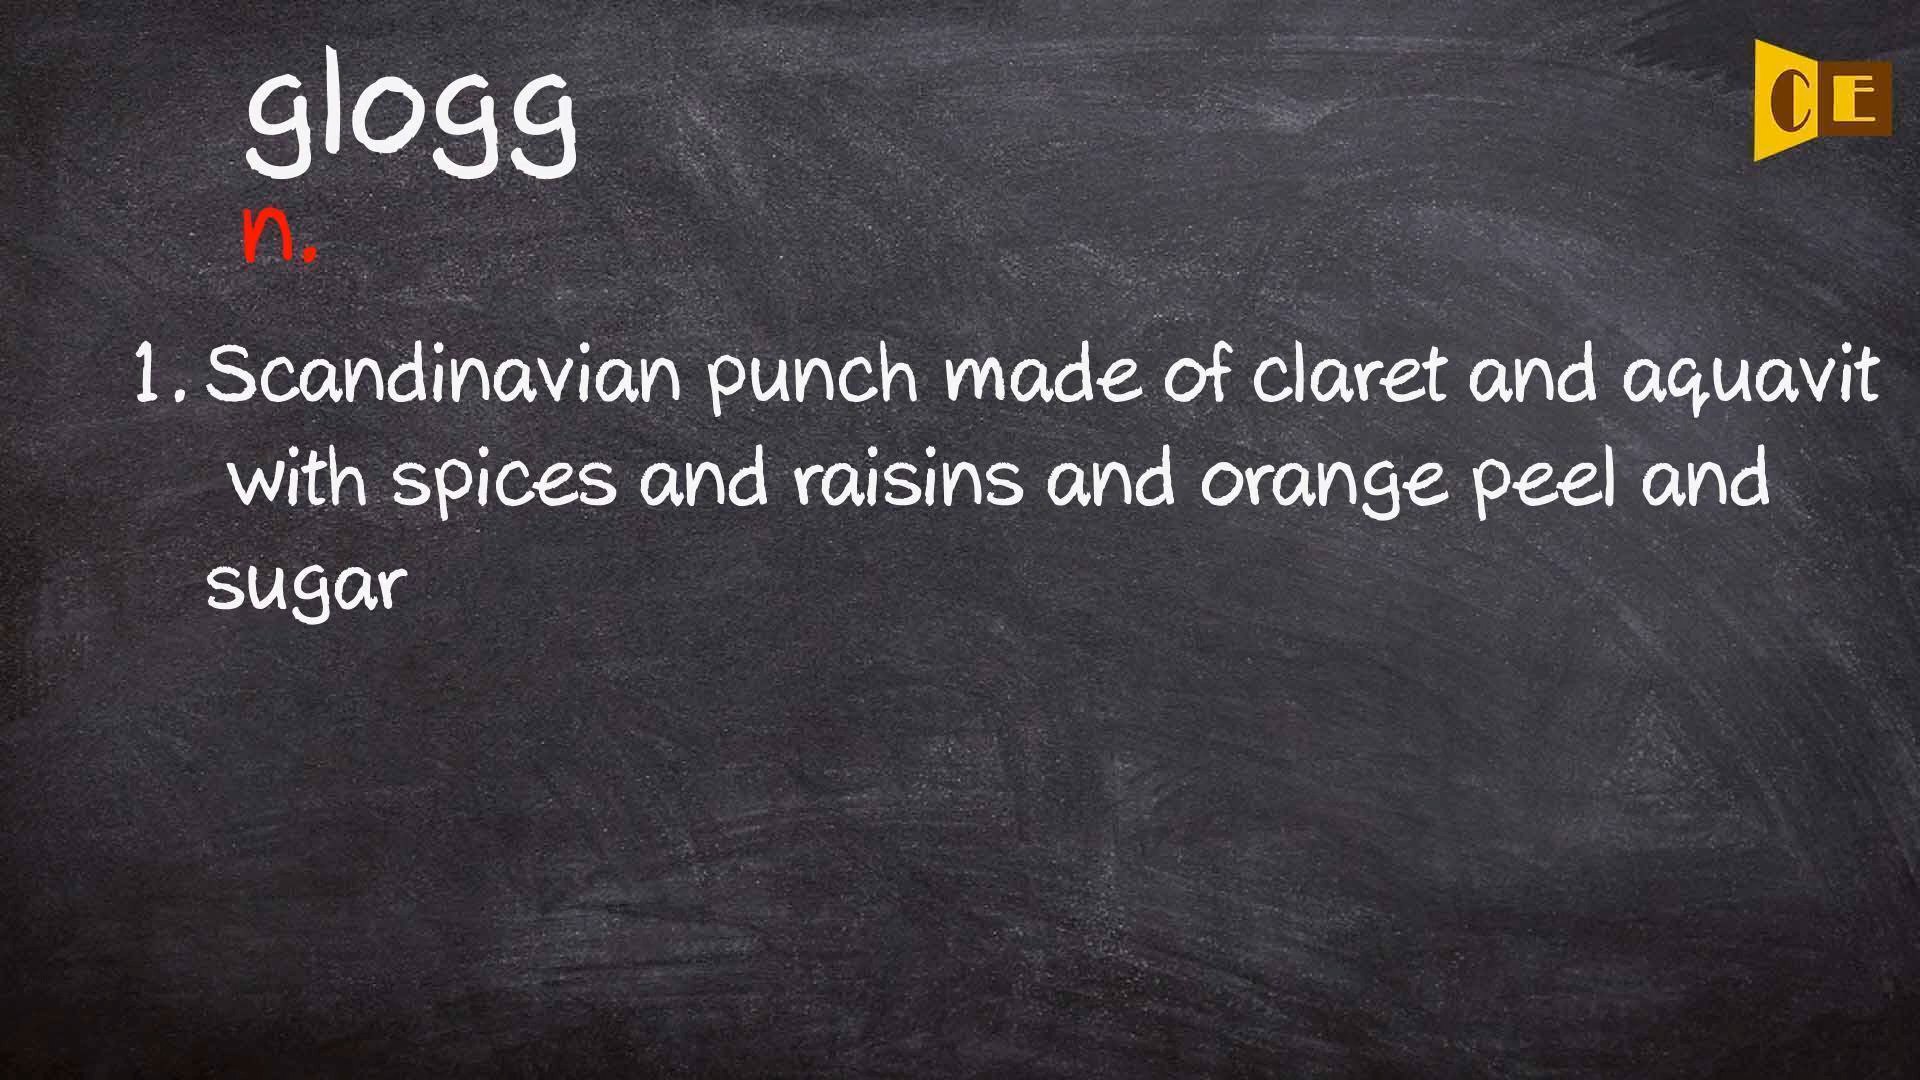 glogg
CE
n.
1. Scandinavian punch made of claret and aquavit
with spices and raisins and orange peel and
sugar